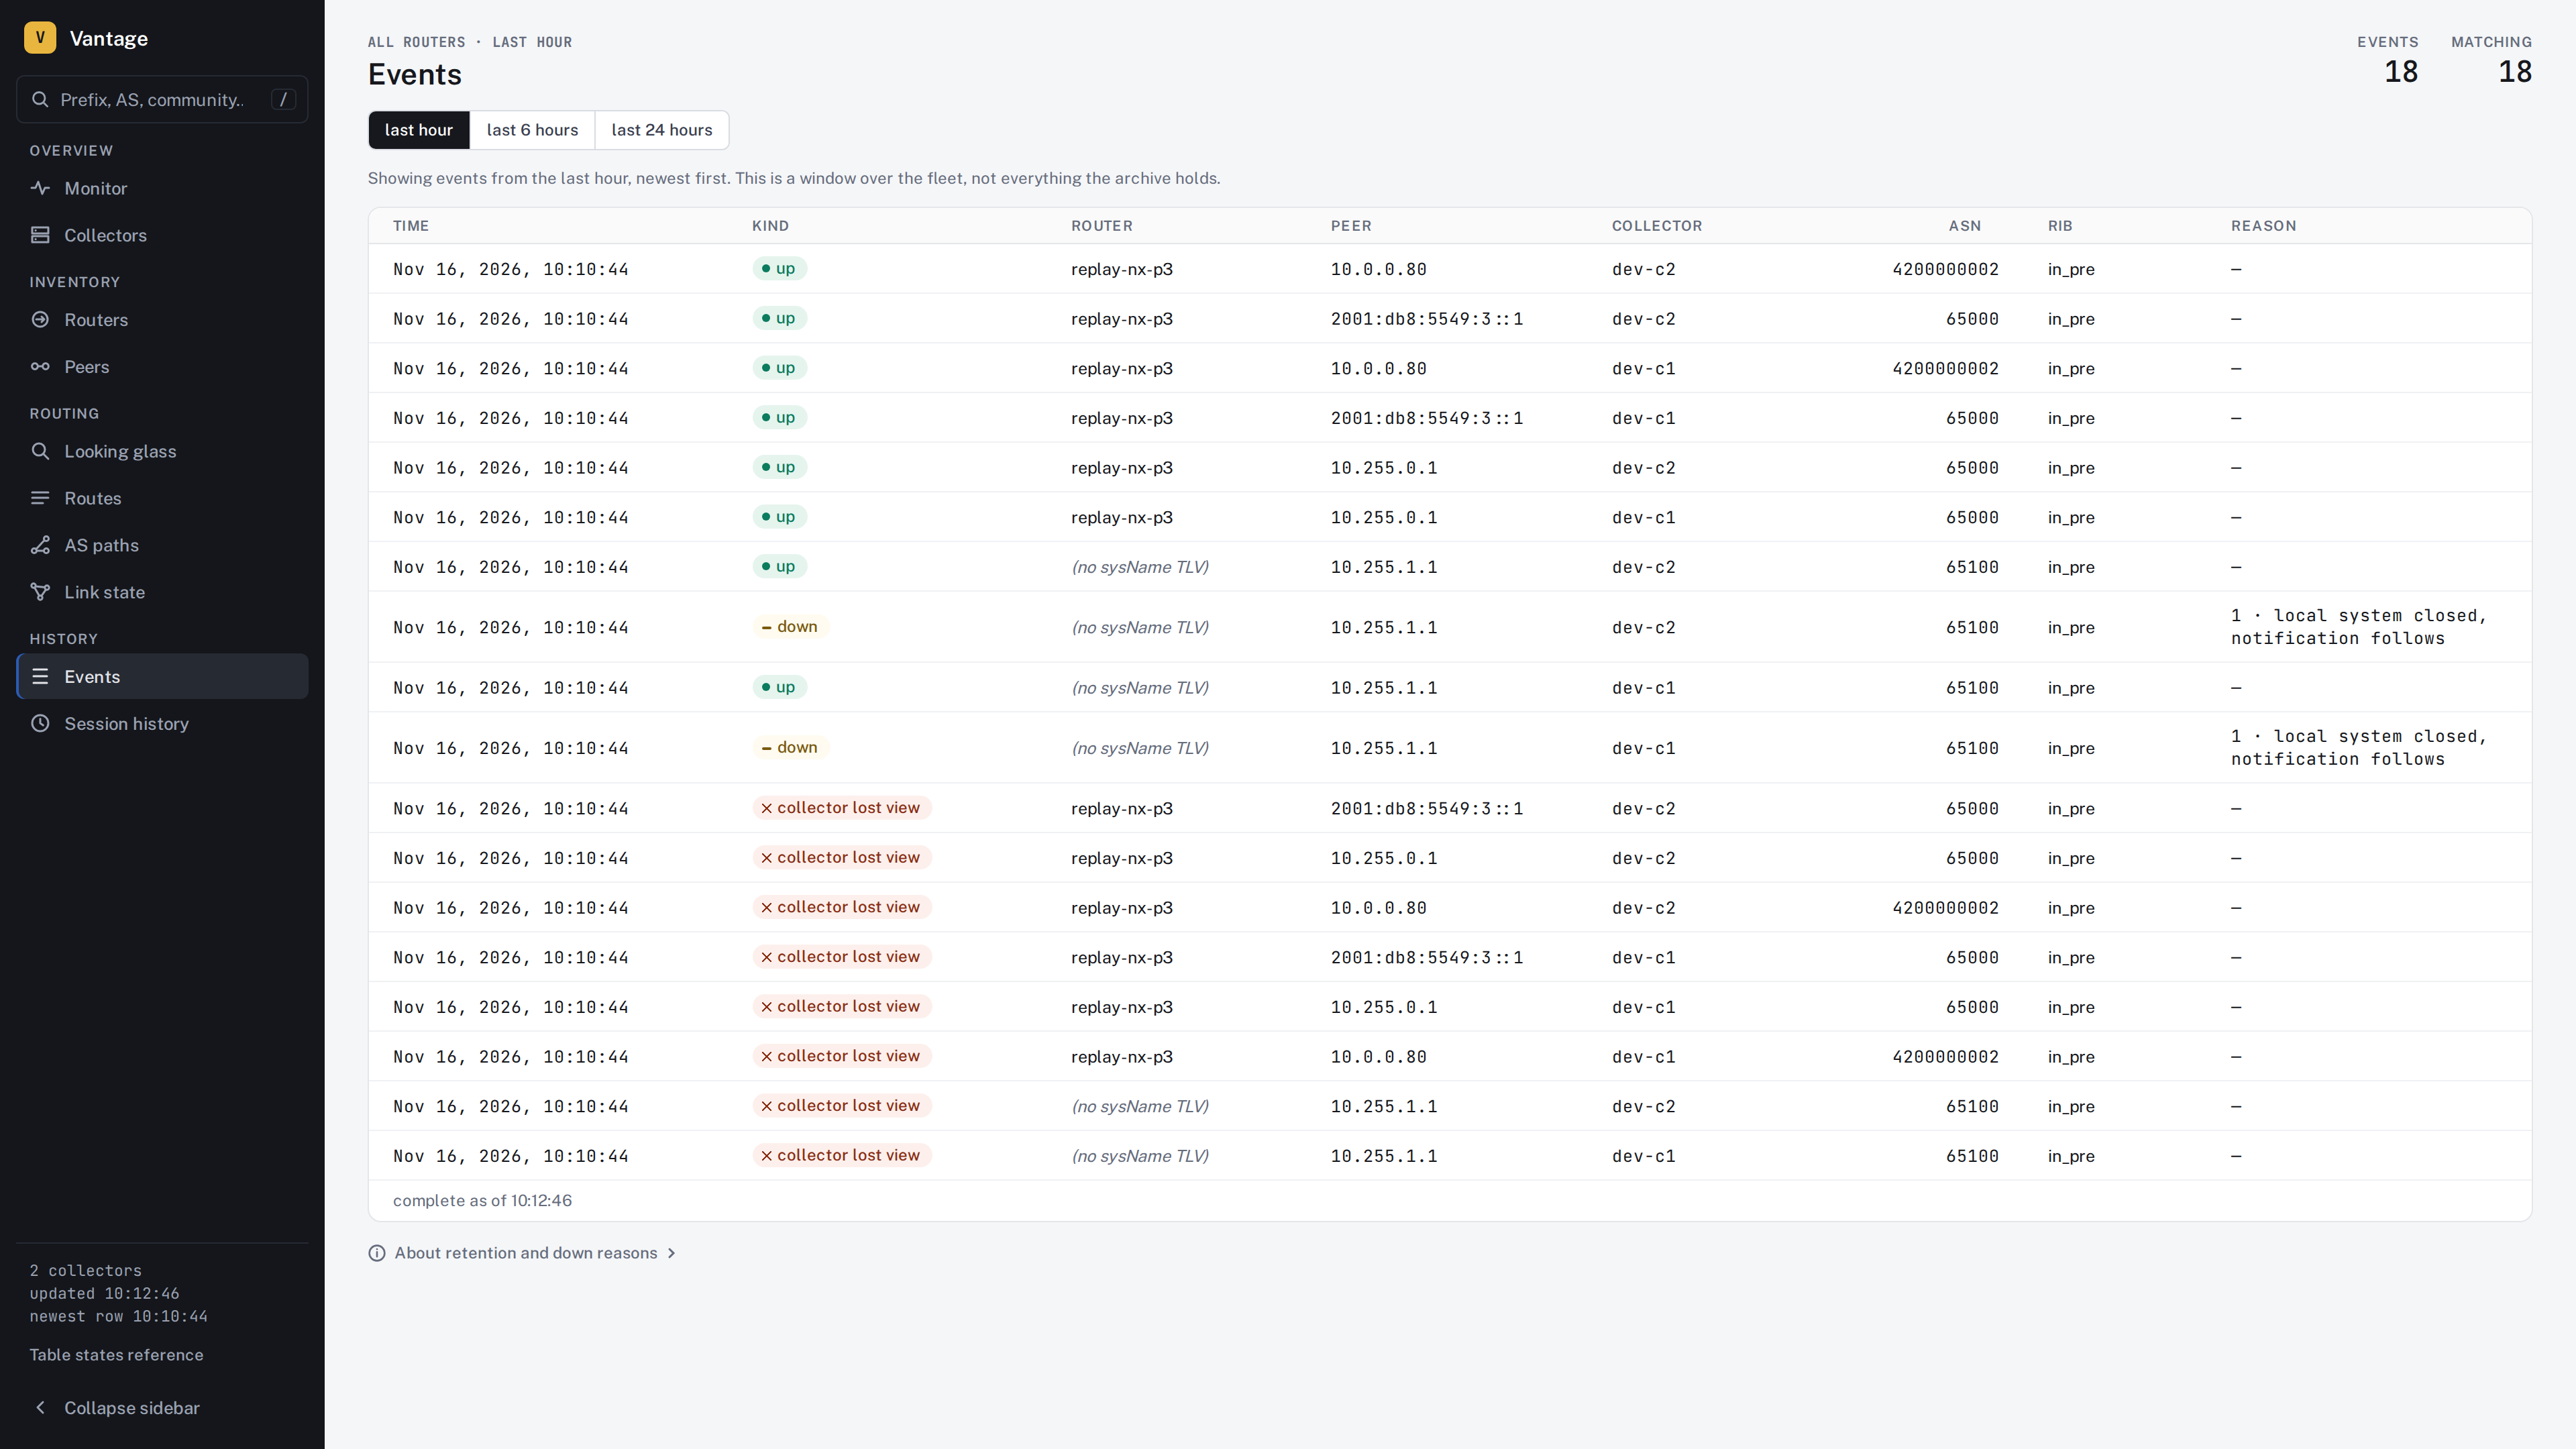 V Vantage
Prefix, AS, community.. /
OVERVIEW
Monitor
Collectors
INVENTORY
Routers
Peers
ROUTING
Looking glass
Routes
AS paths
Link state
HISTORY
Events
Session history
2 collectors
updated 10:12:46
newest row 10:10:44
Table states reference
Collapse sidebar
ALL ROUTERS · LAST HOUR
Events
EVENTS MATCHING
18 18
last hour last 6 hours last 24 hours
Showing events from the last hour, newest first. This is a window over the fleet, not everything the archive holds.
TIME KIND ROUTER PEER COLLECTOR ASN RIB REASON
Nov 16, 2026, 10:10:44 up replay-nx-p3 10.0.0.80 dev-c2 4200000002 in_pre —
Nov 16, 2026, 10:10:44 up replay-nx-p3 2001:db8:5549:3::1 dev-c2 65000 in_pre —
Nov 16, 2026, 10:10:44 up replay-nx-p3 10.0.0.80 dev-c1 4200000002 in_pre —
Nov 16, 2026, 10:10:44 up replay-nx-p3 2001:db8:5549:3::1 dev-c1 65000 in_pre —
Nov 16, 2026, 10:10:44 up replay-nx-p3 10.255.0.1 dev-c2 65000 in_pre —
Nov 16, 2026, 10:10:44 up replay-nx-p3 10.255.0.1 dev-c1 65000 in_pre —
Nov 16, 2026, 10:10:44 up (no sysName TLV) 10.255.1.1 dev-c2 65100 in_pre —
Nov 16, 2026, 10:10:44 down (no sysName TLV) 10.255.1.1 dev-c2 65100 in_pre 1 · local system closed,
notification follows
Nov 16, 2026, 10:10:44 up (no sysName TLV) 10.255.1.1 dev-c1 65100 in_pre —
Nov 16, 2026, 10:10:44 down (no sysName TLV) 10.255.1.1 dev-c1 65100 in_pre 1 · local system closed,
notification follows
Nov 16, 2026, 10:10:44 collector lost view replay-nx-p3 2001:db8:5549:3::1 dev-c2 65000 in_pre —
Nov 16, 2026, 10:10:44 collector lost view replay-nx-p3 10.255.0.1 dev-c2 65000 in_pre —
Nov 16, 2026, 10:10:44 collector lost view replay-nx-p3 10.0.0.80 dev-c2 4200000002 in_pre —
Nov 16, 2026, 10:10:44 collector lost view replay-nx-p3 2001:db8:5549:3::1 dev-c1 65000 in_pre —
Nov 16, 2026, 10:10:44 collector lost view replay-nx-p3 10.255.0.1 dev-c1 65000 in_pre —
Nov 16, 2026, 10:10:44 collector lost view replay-nx-p3 10.0.0.80 dev-c1 4200000002 in_pre —
Nov 16, 2026, 10:10:44 collector lost view (no sysName TLV) 10.255.1.1 dev-c2 65100 in_pre —
Nov 16, 2026, 10:10:44 collector lost view (no sysName TLV) 10.255.1.1 dev-c1 65100 in_pre —
complete as of 10:12:46
About retention and down reasons